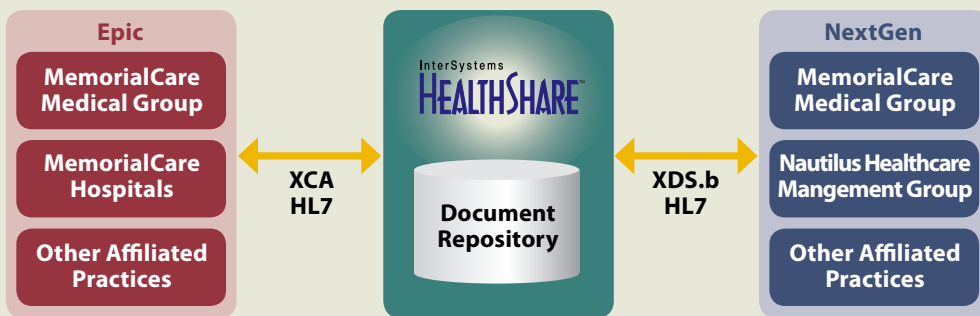 Epic
MemorialCare
Medical Group
MemorialCare
Hospitals
Other Affiliated
Practices
XCA
HL7
InterSystems
HEALTHSHARE™
Document
Repository
XDS.b
HL7
NextGen
MemorialCare
Medical Group
Nautilus Healthcare
Mangement Group
Other Affiliated
Practices